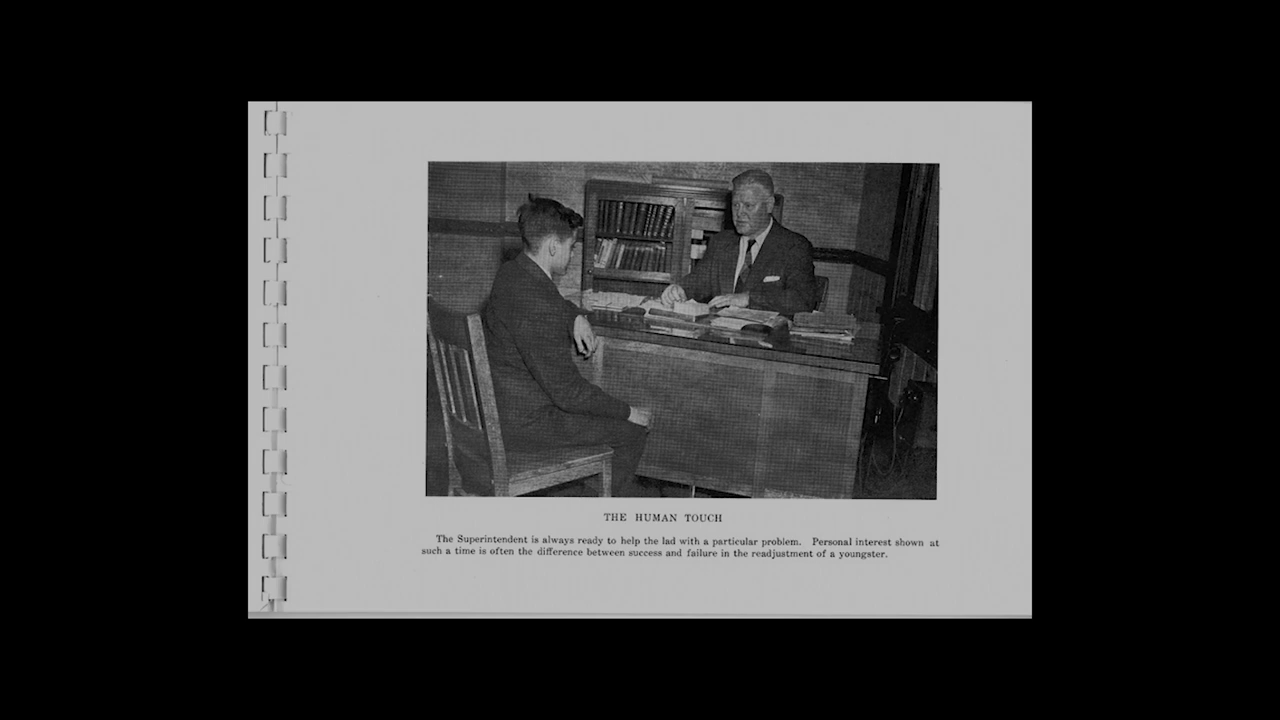 THE HUMAN TOUCH
The Superintendent is always ready to help the lad with a particular problem. Personal interest shown at
such a time is often the difference between success and failure in the readjustment of a youngster.